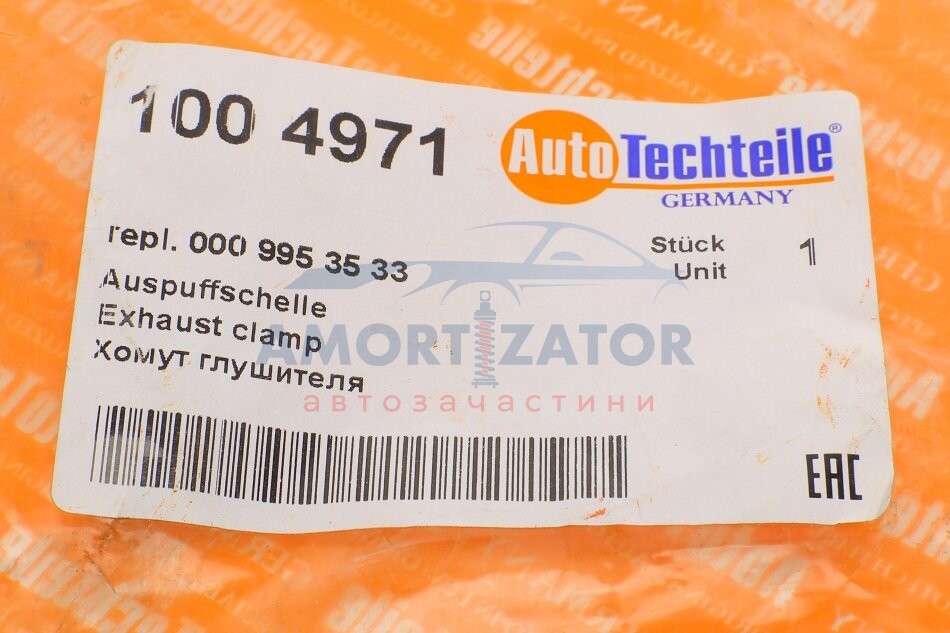 100 4971
AutoTechteile®
GERMANY
repl. 000 995 35 33
Stück 1
Unit
Auspuffschelle
Exhaust clamp
Хомут глушителя
AMORTIZATOR
автозачастини
EAC